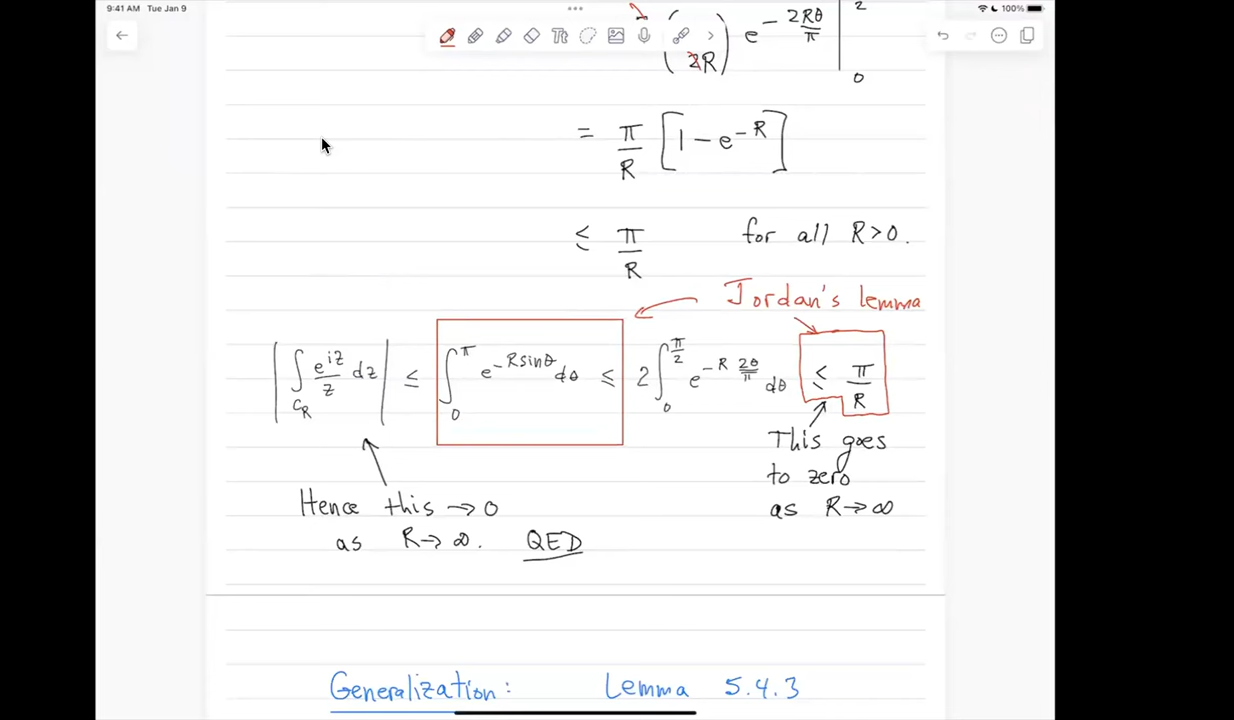 9:41 AM Tue Jan 9
100%
( 2R ) e^{-2Rθ/π} | 2 0
= π/R [1 - e^{-R}]
≤ π/R for all R>0.
Jordan's lemma
|∫_{C_R} e^{iz}/z dz| ≤ ∫_0^π e^{-Rsinθ} dθ ≤ 2∫_0^{π/2} e^{-R 2θ/π} dθ ≤ π/R
This goes
to zero
as R→∞
Hence this →0
as R→∞. QED
Generalization: Lemma 5.4.3